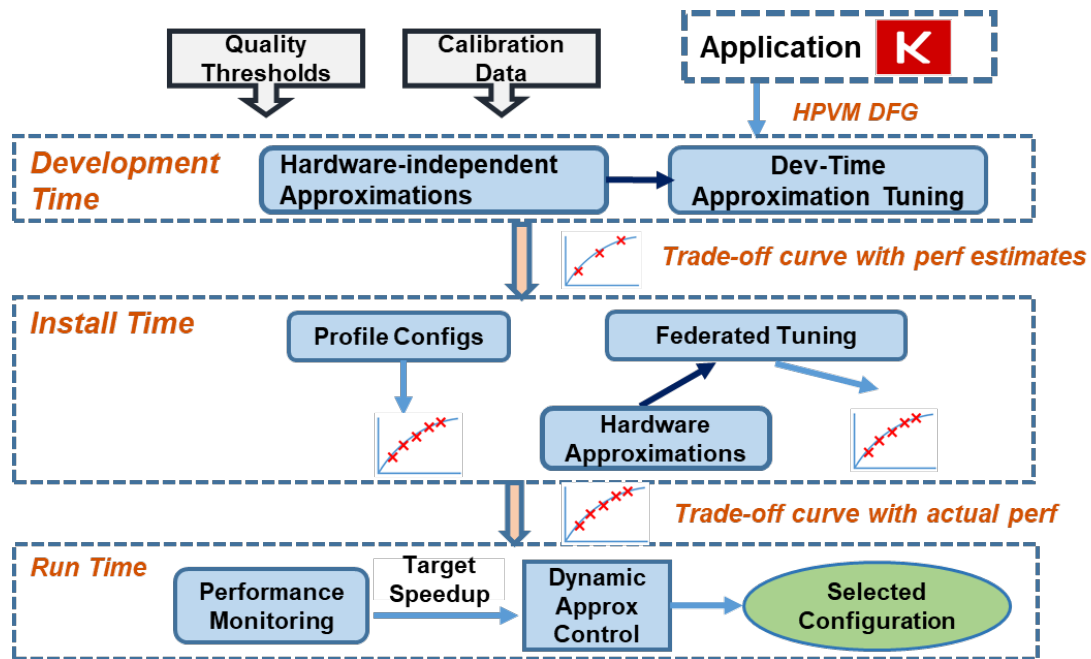 Quality
Thresholds
Calibration
Data
Application K
HPVM DFG
Development
Time
Hardware-independent
Approximations
Dev-Time
Approximation Tuning
Trade-off curve with perf estimates
Install Time
Profile Configs
Federated Tuning
Hardware
Approximations
Trade-off curve with actual perf
Run Time
Performance
Monitoring
Target
Speedup
Dynamic
Approx
Control
Selected
Configuration